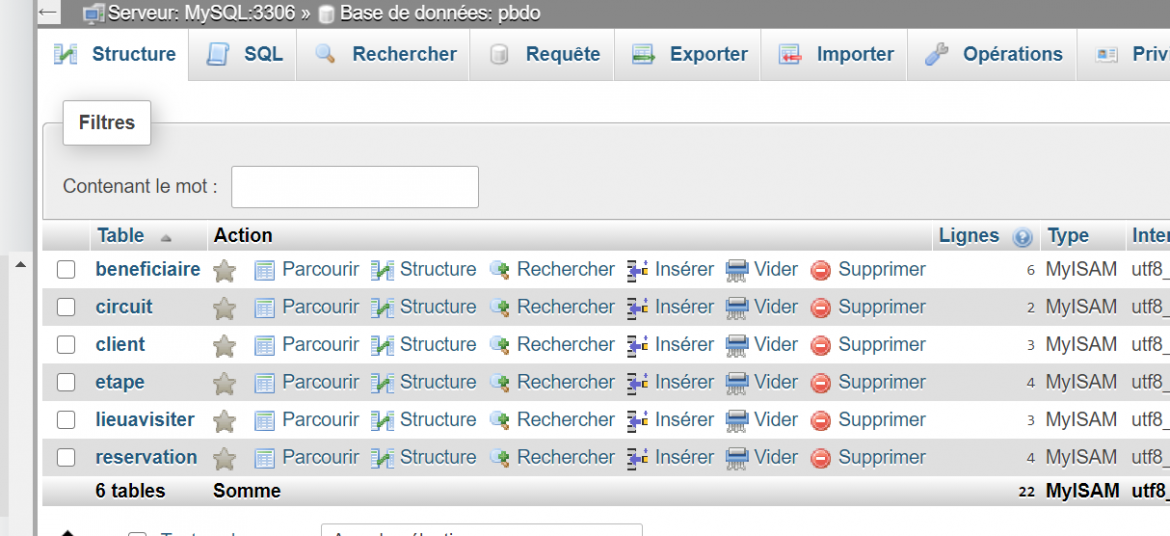 Serveur: MySQL:3306 » Base de données: pbdo
Structure SQL Rechercher Requête Exporter Importer Opérations
Filtres
Contenant le mot :
Table Action Lignes Type
beneficiaire Parcourir Structure Rechercher Insérer Vider Supprimer 6 MyISAM utf8_
circuit Parcourir Structure Rechercher Insérer Vider Supprimer 2 MyISAM utf8_
client Parcourir Structure Rechercher Insérer Vider Supprimer 3 MyISAM utf8_
etape Parcourir Structure Rechercher Insérer Vider Supprimer 4 MyISAM utf8_
lieuavisiter Parcourir Structure Rechercher Insérer Vider Supprimer 3 MyISAM utf8_
reservation Parcourir Structure Rechercher Insérer Vider Supprimer 4 MyISAM utf8_
6 tables Somme 22 MyISAM utf8_